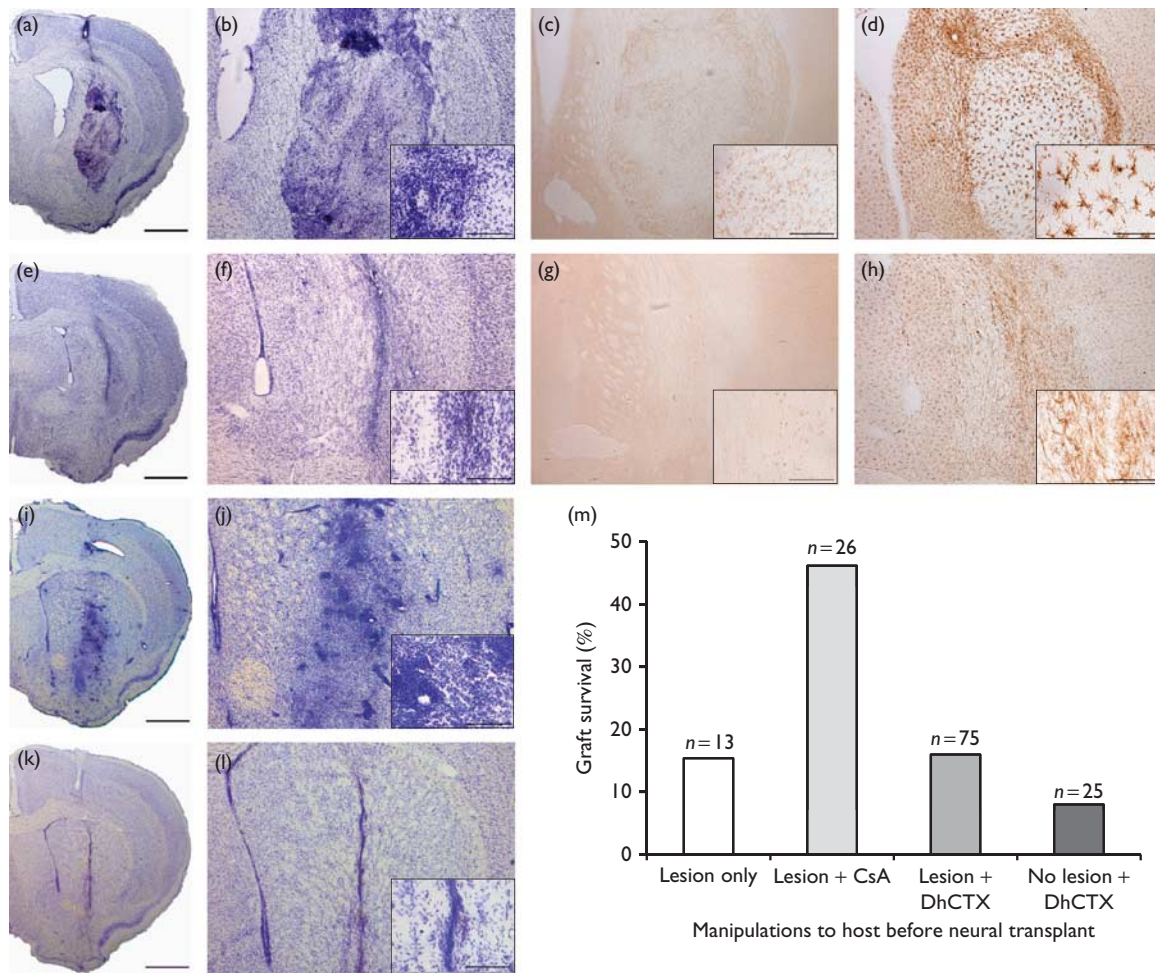 (a)
(b)
(c)
(d)
(e)
(f)
(g)
(h)
(i)
(j)
(k)
(l)
(m)
50
40
30
20
10
0
Graft survival (%)
n=13
n=26
n=75
n=25
Lesion only
Lesion + CsA
Lesion +
DhCTX
No lesion +
DhCTX
Manipulations to host before neural transplant